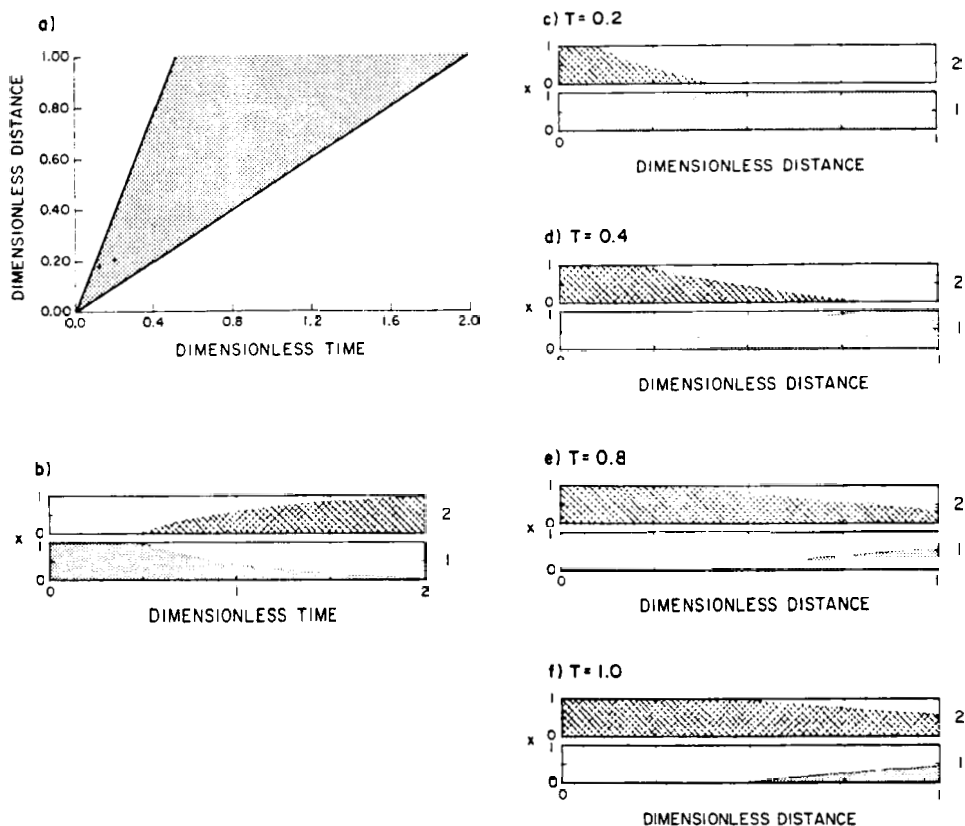 a)
1.00
0.80
0.60
0.40
0.20
0.00
DIMENSIONLESS DISTANCE
0.0 0.4 0.8 1.2 1.6 2.0
DIMENSIONLESS TIME
b)
1
0
2
x
1
0
1
0 1 2
DIMENSIONLESS TIME
c) T = 0.2
1
0
2
x
1
0
1
0 1
DIMENSIONLESS DISTANCE
d) T = 0.4
1
0
2
x
1
0
1
0 1
DIMENSIONLESS DISTANCE
e) T = 0.8
1
0
2
x
1
0
1
0 1
DIMENSIONLESS DISTANCE
f) T = 1.0
1
0
2
x
1
0
1
0 1
DIMENSIONLESS DISTANCE